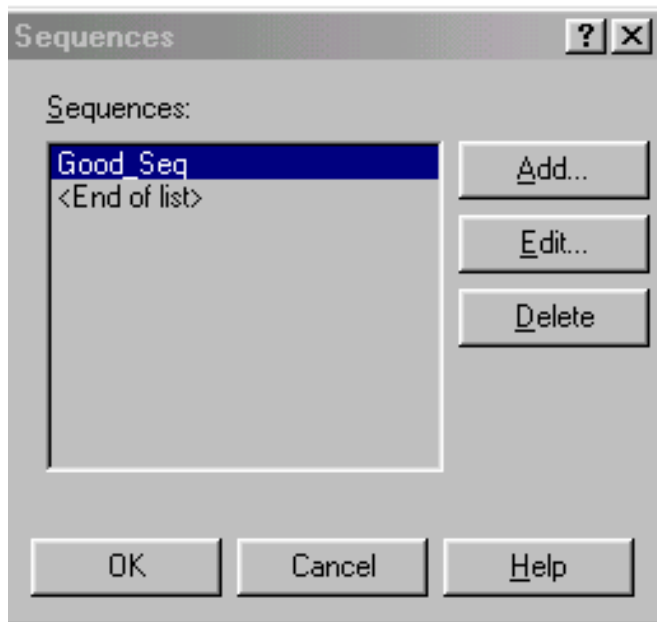 Sequences
?
Sequences:
Good_Seq
<End of list>
Add...
Edit...
Delete
OK
Cancel
Help